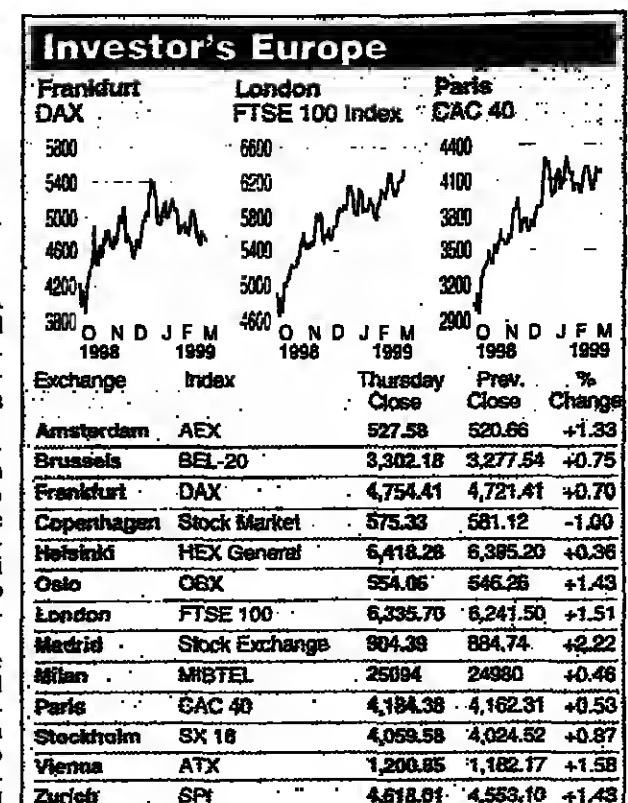 Investor's Europe
Frankfurt London Paris
DAX FTSE 100 Index CAC 40
5800 6600 4400
5400 6200 4100
5000 5800 3800
4600 5400 3500
4200 5000 3200
3800 4600 2900
O N D J F M O N D J F M O N D J F M
1998 1999 1998 1999 1998 1999
Exchange Index Thursday Prev. %
Close Close Change
Amsterdam AEX 527.58 520.66 +1.33
Brussels BEL-20 3,302.18 3,277.54 +0.75
Frankfurt DAX 4,754.41 4,721.41 +0.70
Copenhagen Stock Market 575.33 581.12 -1.00
Helsinki HEX General 6,418.28 6,395.20 +0.36
Oslo OBX 554.06 546.26 +1.43
London FTSE 100 6,335.70 6,241.50 +1.51
Madrid Stock Exchange 904.39 884.74 +2.22
Milan MIBTEL 25094 24980 +0.46
Paris CAC 40 4,184.38 4,162.31 +0.53
Stockholm SX 16 4,059.58 4,024.52 +0.87
Vienna ATX 1,200.85 1,182.17 +1.58
Zurich SPI 4,618.01 4,553.10 +1.43